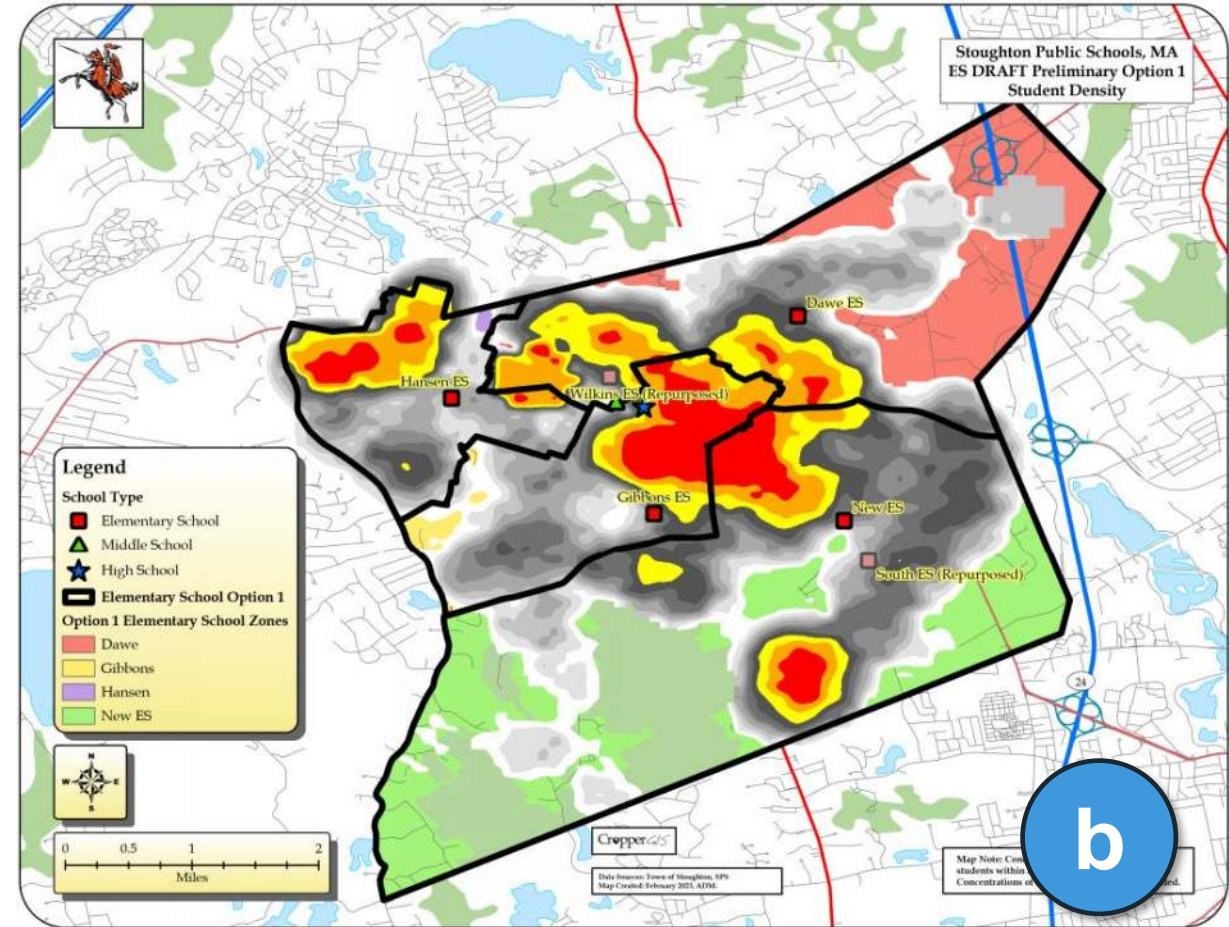 Stoughton Public Schools, MA
ES DRAFT Preliminary Option 1
Student Density
Dawe ES
Hansen ES
Wilkins ES (Repurposed)
Gibbons ES
New ES
South ES (Repurposed)
24
Legend
School Type
Elementary School
Middle School
High School
Elementary School Option 1
Option 1 Elementary School Zones
Dawe
Gibbons
Hansen
New ES
N
W E
S
0 0.5 1 2
Miles
CropperGIS
Data Sources: Town of Stoughton, SPS
Map Created: February 2023, ADM.
Map Note:
students within
Concentrations
b